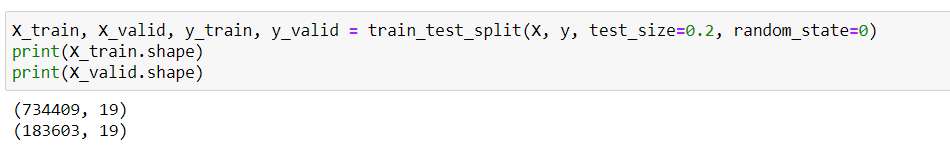 X_train, X_valid, y_train, y_valid = train_test_split(X, y, test_size=0.2, random_state=0)
print(X_train.shape)
print(X_valid.shape)
(734409, 19)
(183603, 19)